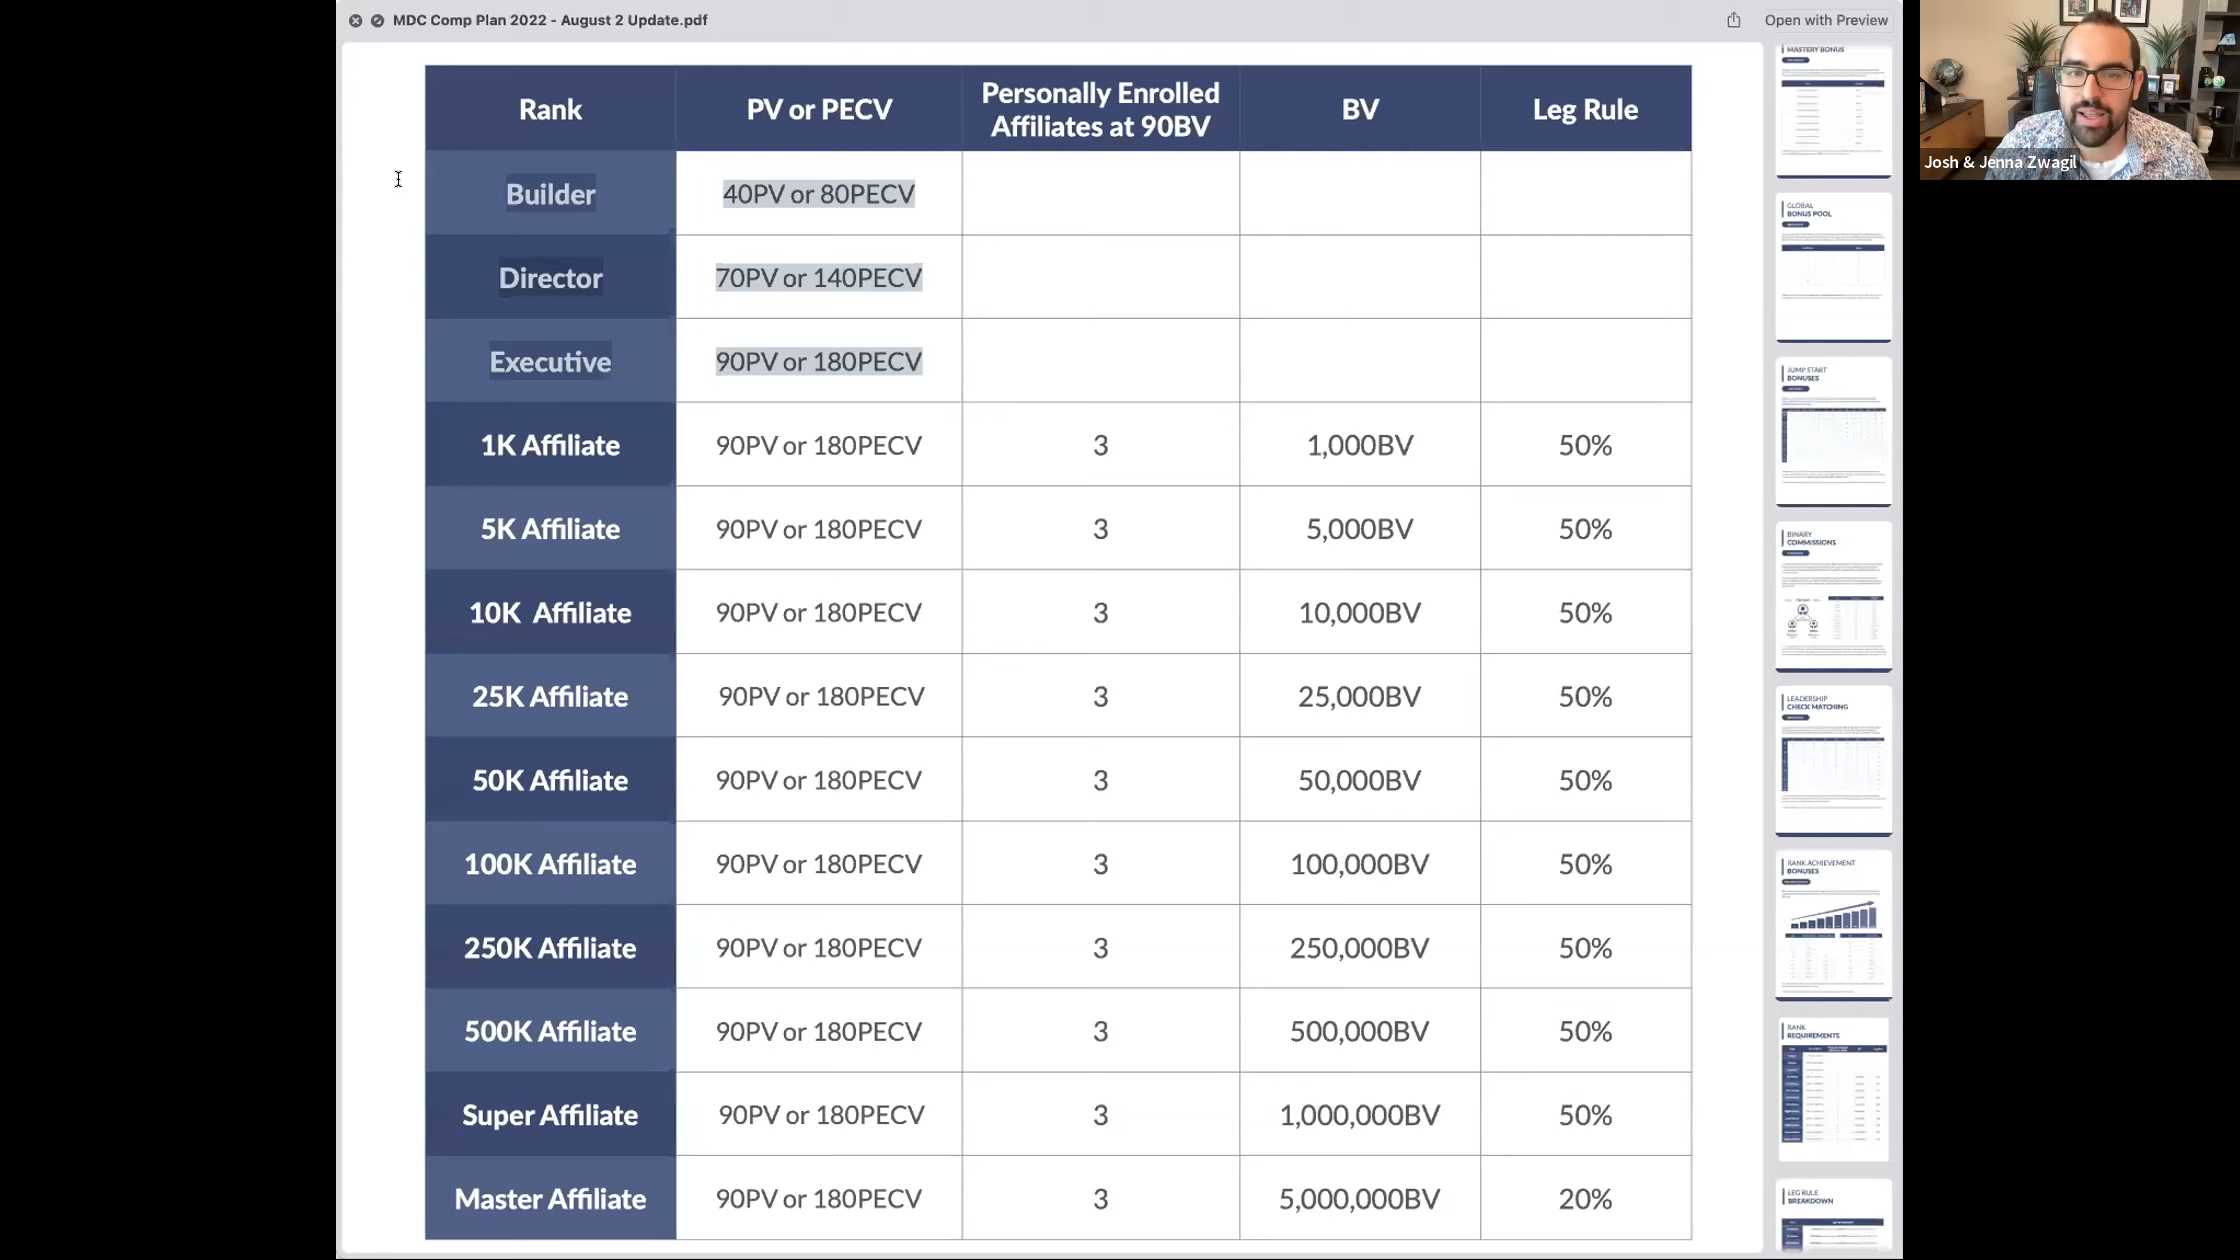 MDC Comp Plan 2022 - August 2 Update.pdf
Open with Preview
Rank PV or PECV Personally Enrolled Affiliates at 90BV BV Leg Rule
Builder 40PV or 80PECV
Director 70PV or 140PECV
Executive 90PV or 180PECV
1K Affiliate 90PV or 180PECV 3 1,000BV 50%
5K Affiliate 90PV or 180PECV 3 5,000BV 50%
10K Affiliate 90PV or 180PECV 3 10,000BV 50%
25K Affiliate 90PV or 180PECV 3 25,000BV 50%
50K Affiliate 90PV or 180PECV 3 50,000BV 50%
100K Affiliate 90PV or 180PECV 3 100,000BV 50%
250K Affiliate 90PV or 180PECV 3 250,000BV 50%
500K Affiliate 90PV or 180PECV 3 500,000BV 50%
Super Affiliate 90PV or 180PECV 3 1,000,000BV 50%
Master Affiliate 90PV or 180PECV 3 5,000,000BV 20%
MASTERY BONUS
GLOBAL
BONUS POOL
JUMP START
BONUSES
BINARY
COMMISSIONS
LEADERSHIP
CHECK MATCHING
RANK ACHIEVEMENT
BONUSES
RANK
REQUIREMENTS
LEG RULE
BREAKDOWN
Josh & Jenna Zwagil